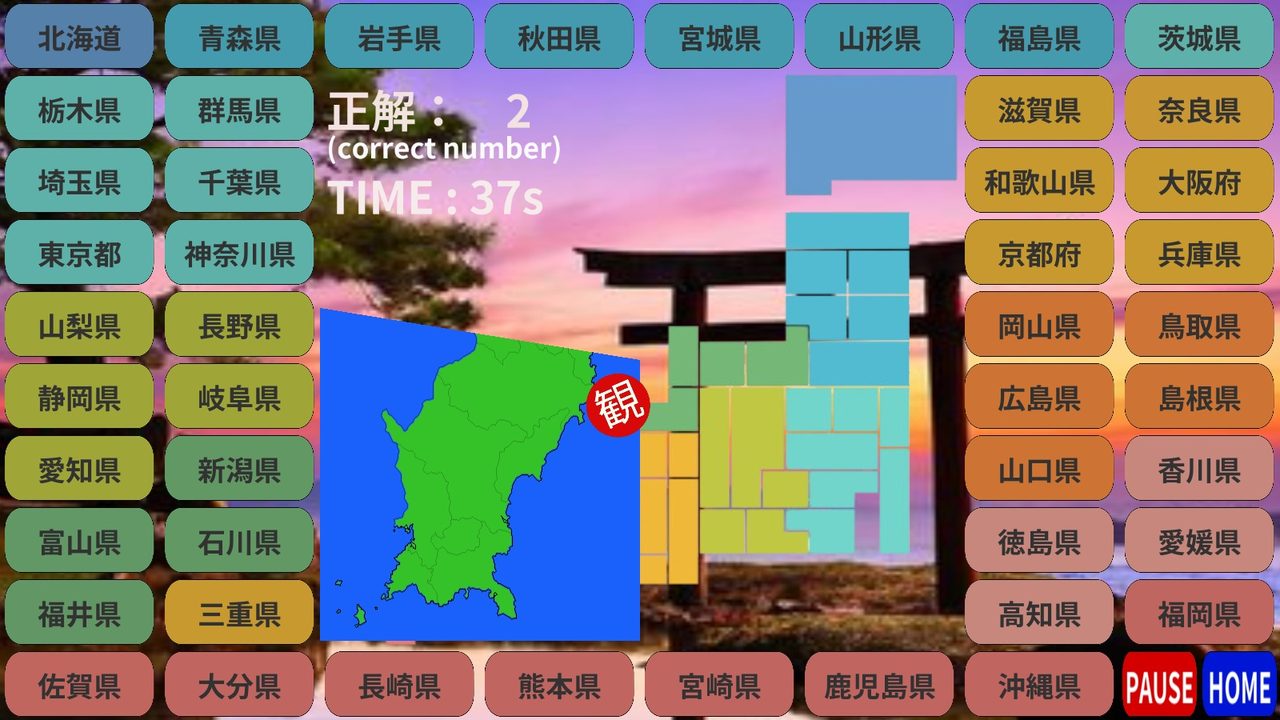 北海道 青森県 岩手県 秋田県 宮城県 山形県 福島県 茨城県
栃木県 群馬県 滋賀県 奈良県
正解： 2
(correct number)
埼玉県 千葉県 和歌山県 大阪府
TIME : 37s
東京都 神奈川県 京都府 兵庫県
山梨県 長野県 岡山県 鳥取県
静岡県 岐阜県 広島県 島根県
観
愛知県 新潟県 山口県 香川県
富山県 石川県 徳島県 愛媛県
福井県 三重県 高知県 福岡県
佐賀県 大分県 長崎県 熊本県 宮崎県 鹿児島県 沖縄県 PAUSE HOME